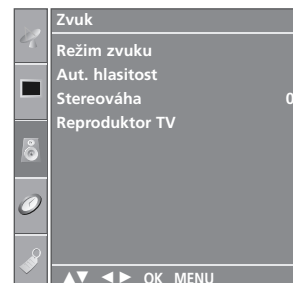 Zvuk
Režim zvuku
Aut. hlasitost
Stereováha 0
Reproduktor TV
▲▼ ◄► OK MENU